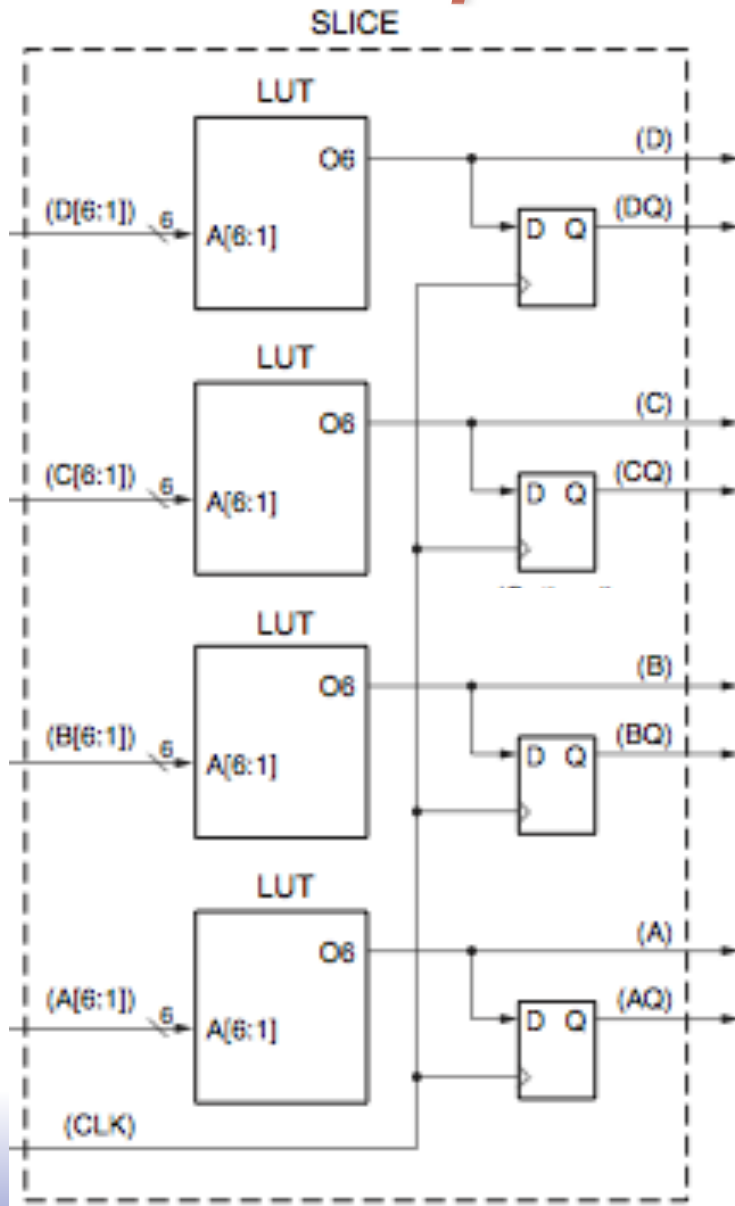 SLICE
LUT
O6
(D)
(D[6:1])
6
A[6:1]
D Q
(DQ)
LUT
O6
(C)
(C[6:1])
6
A[6:1]
D Q
(CQ)
LUT
O6
(B)
(B[6:1])
6
A[6:1]
D Q
(BQ)
LUT
O6
(A)
(A[6:1])
6
A[6:1]
D Q
(AQ)
(CLK)